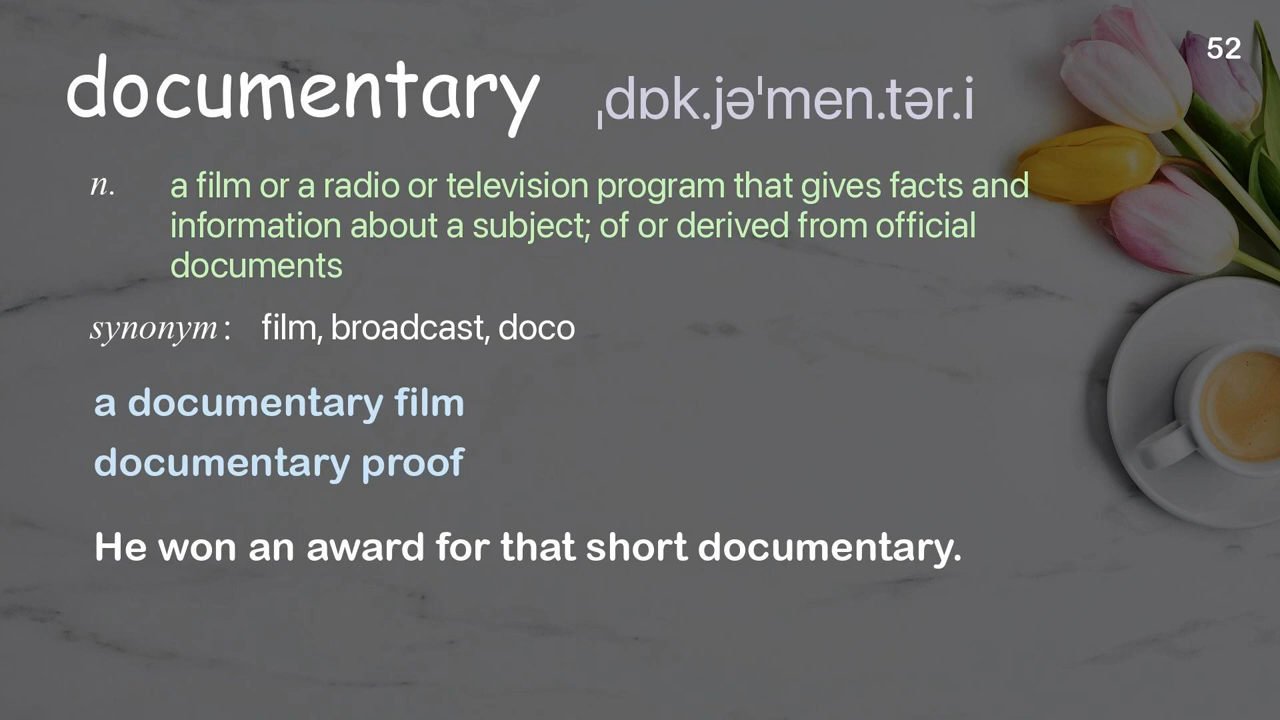 52
documentary ˌdɒk.jəˈmen.tər.i
n. a film or a radio or television program that gives facts and
information about a subject; of or derived from official
documents
synonym: film, broadcast, doco
a documentary film
documentary proof
He won an award for that short documentary.